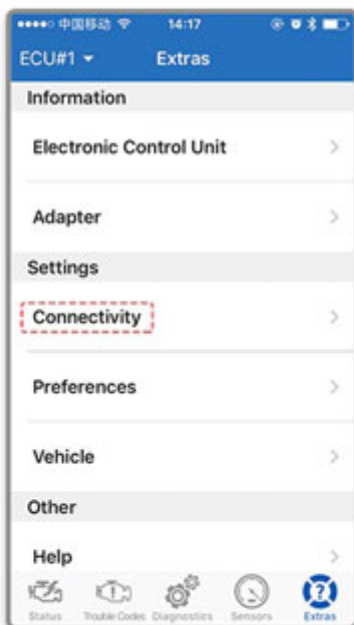 中国移动 14:17
ECU#1 Extras
Information
Electronic Control Unit
Adapter
Settings
Connectivity
Preferences
Vehicle
Other
Help
Status Trouble Codes Diagnostics Sensors Extras